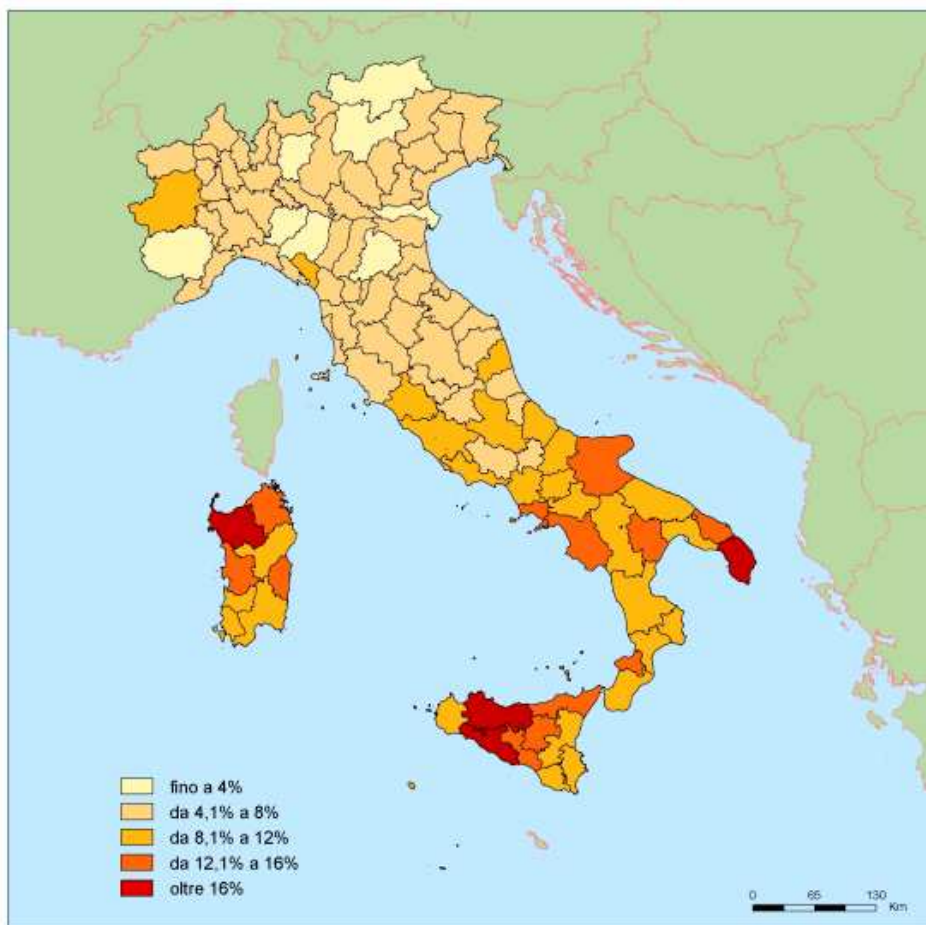 fino a 4%
da 4,1% a 8%
da 8,1% a 12%
da 12,1% a 16%
oltre 16%
0 65 130
Km